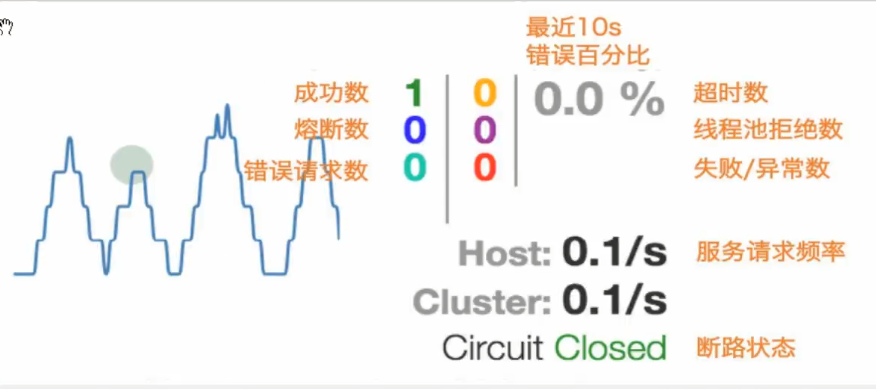 最近10s
错误百分比
成功数 1 0 0.0 % 超时数
熔断数 0 0 线程池拒绝数
错误请求数 0 0 失败/异常数
Host: 0.1/s 服务请求频率
Cluster: 0.1/s
Circuit Closed 断路状态